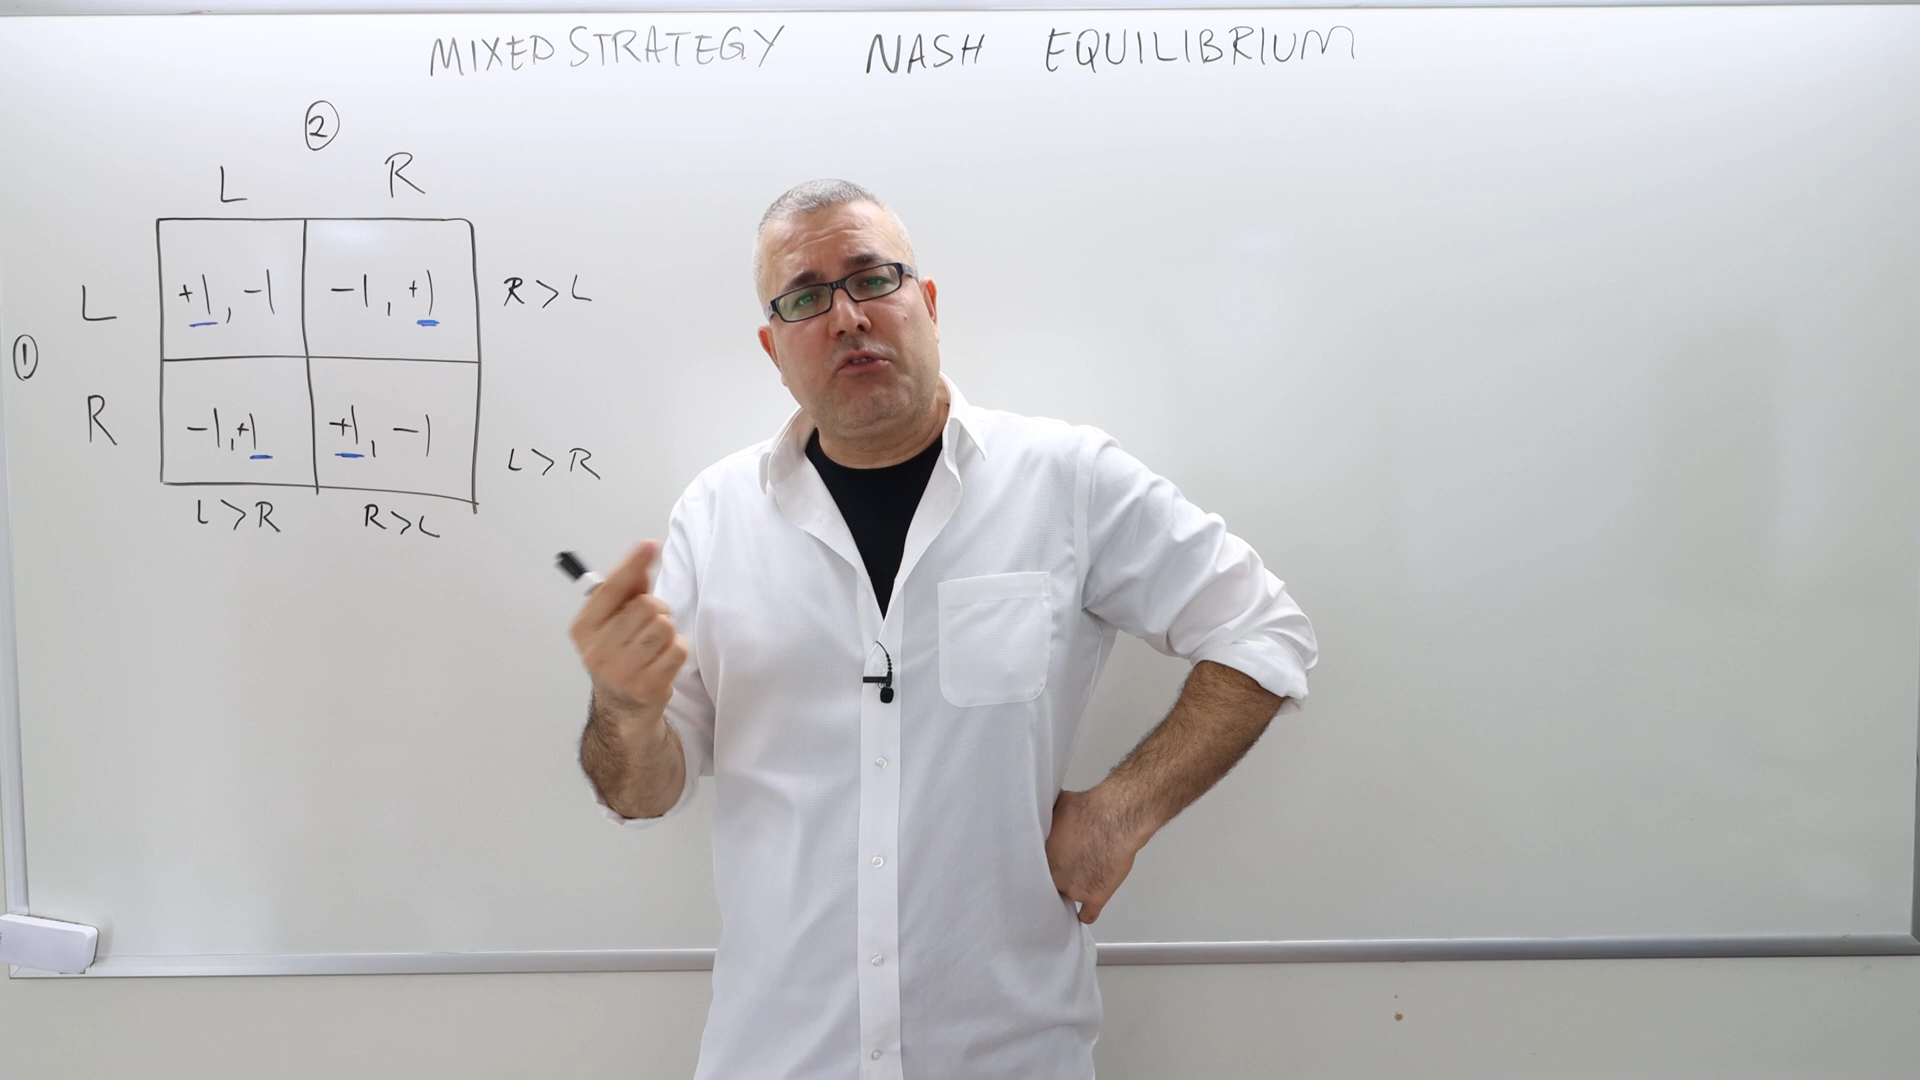 MIXED STRATEGY NASH EQUILIBRIUM
2
L R
L +1, -1 -1, +1 R > L
1
R -1, +1 +1, -1 L > R
L > R R > L